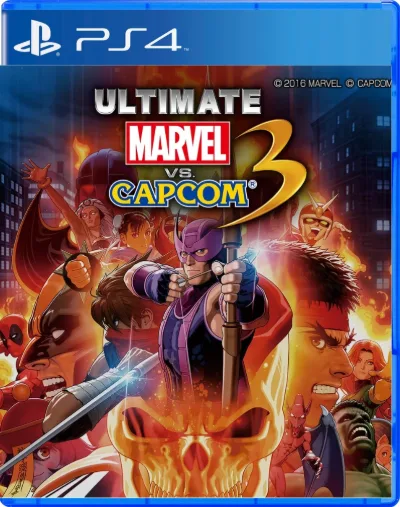 PS4
© 2016 MARVEL © CAPCOM
ULTIMATE
MARVEL
VS.
CAPCOM® 3